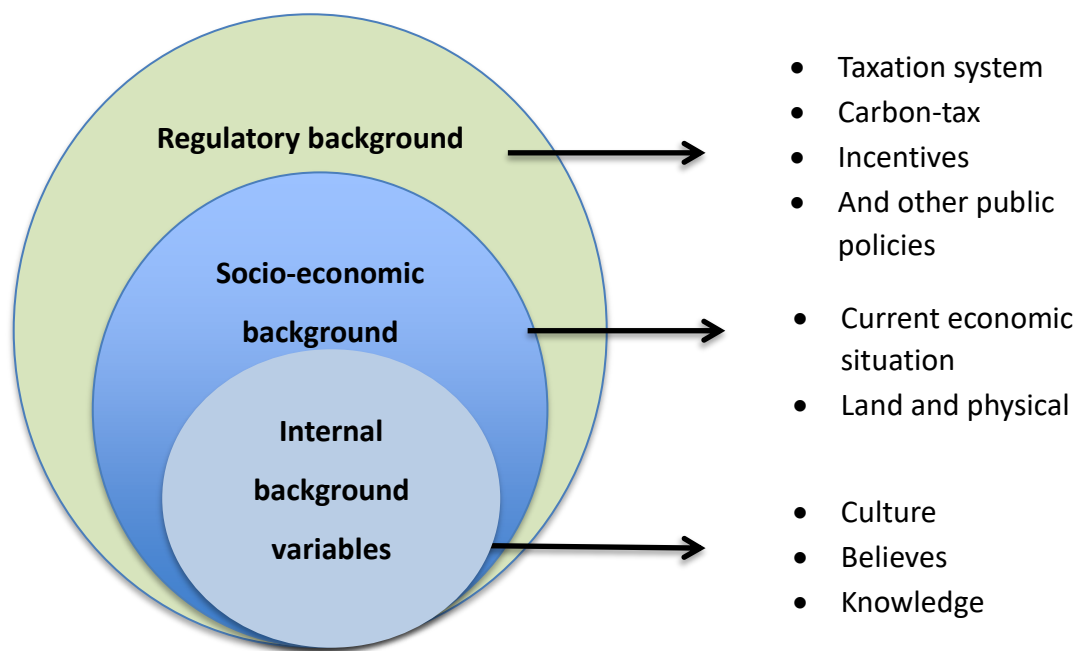 Regulatory background
Socio-economic
background
Internal
background
variables
• Taxation system
• Carbon-tax
• Incentives
• And other public
policies
• Current economic
situation
• Land and physical
• Culture
• Believes
• Knowledge